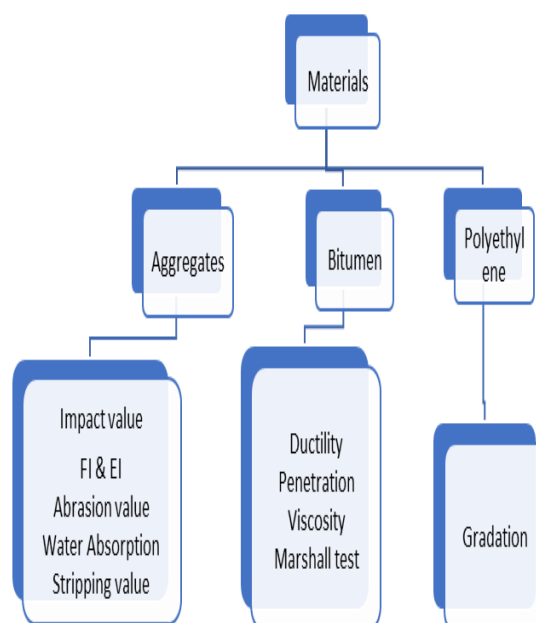 Materials
Aggregates
Bitumen
Polyethyl
ene
Impact value
FI & EI
Abrasion value
Water Absorption
Stripping value
Ductility
Penetration
Viscosity
Marshall test
Gradation